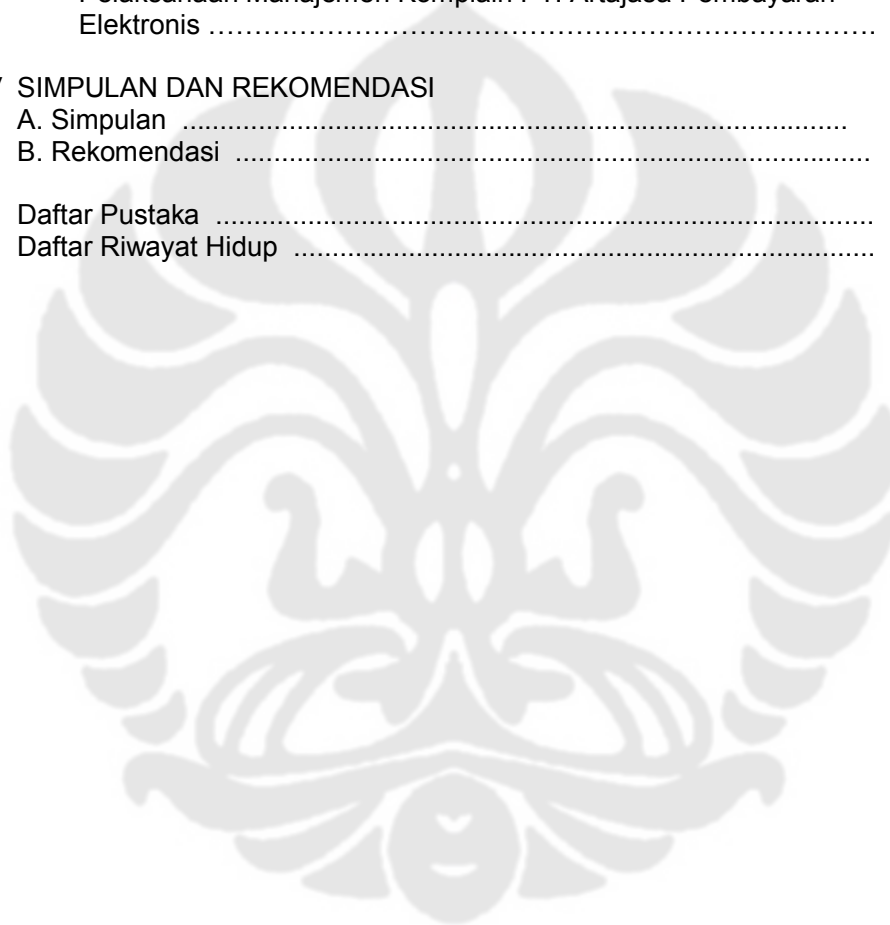 Elektronis ……………………………………………………………….
SIMPULAN DAN REKOMENDASI
A. Simpulan .......................................................................................
B. Rekomendasi ...................................................................................
Daftar Pustaka ......................................................................................
Daftar Riwayat Hidup ............................................................................